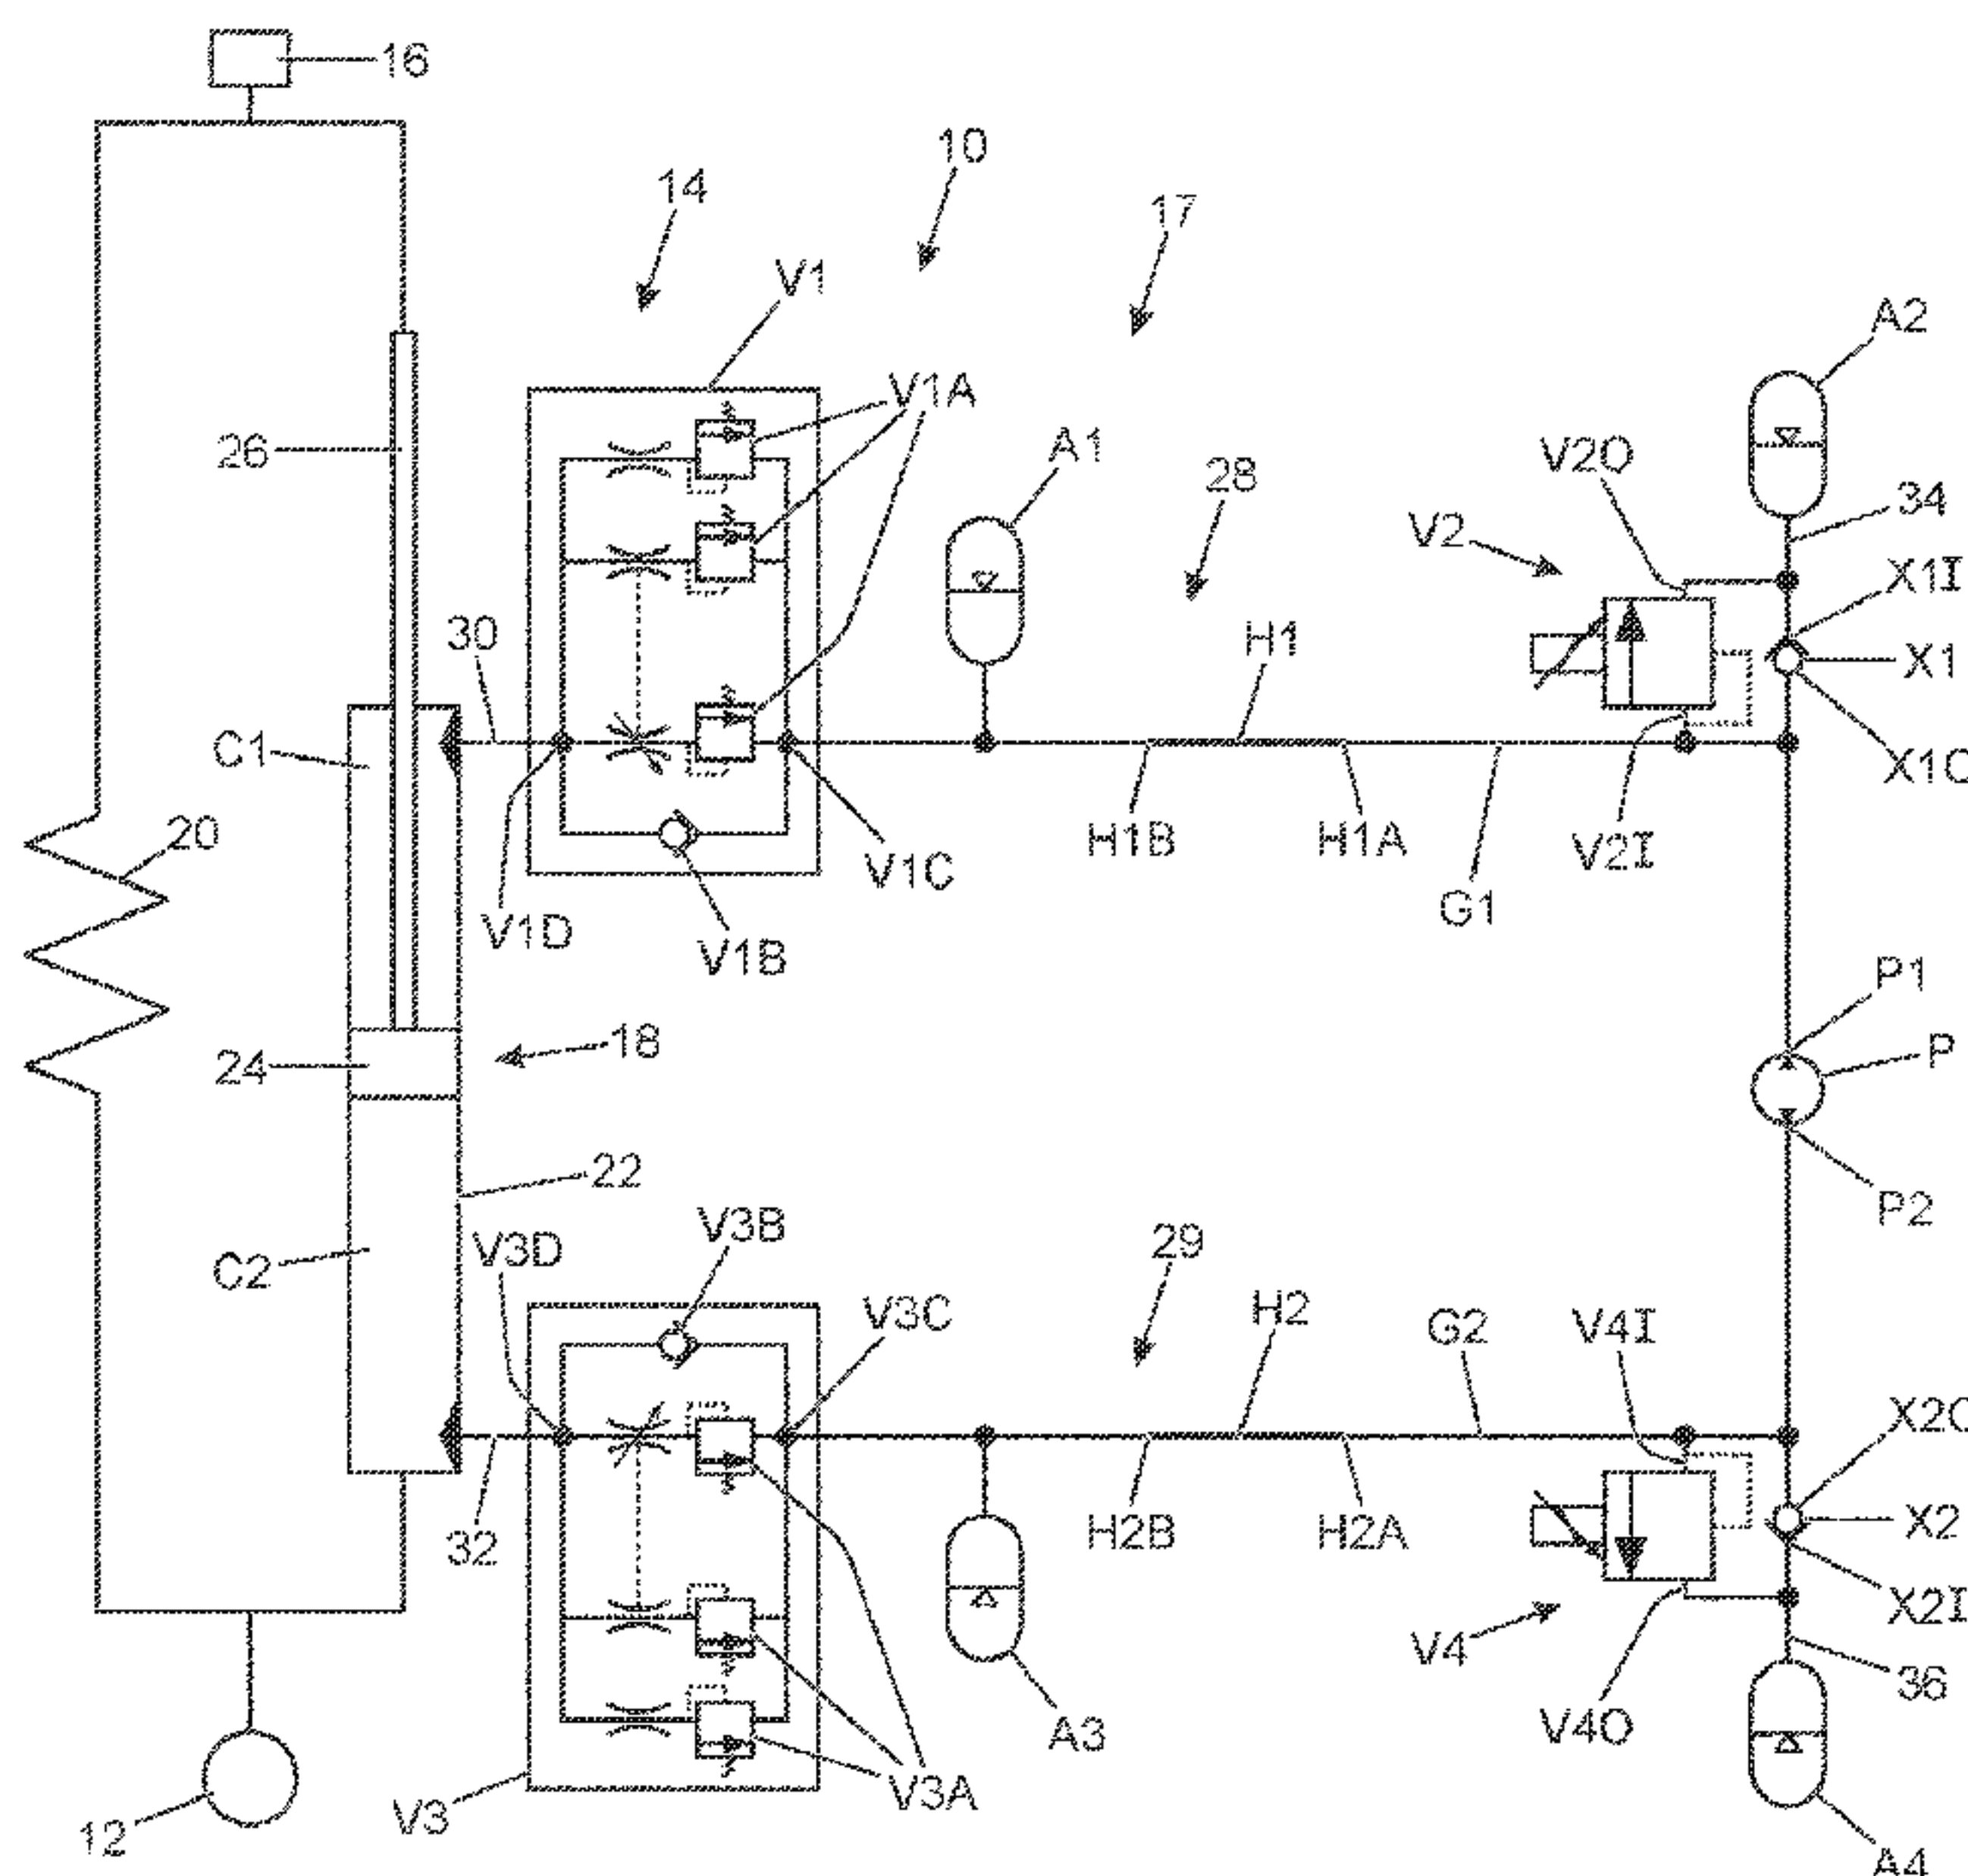 16
10
14
17
V1
A2
V1A
26
A1
V2O
28
34
V2
X1I
30
H1
X1
C1
X1O
20
H1B
H1A
V2I
V1C
G1
V1D
V1B
P1
18
P
24
22
P2
V3B
V3D
29
C2
V3C
H2
G2
V4I
X2O
32
H2B
H2A
X2
X2I
V4
36
V4O
A3
V3A
V3
12
A4